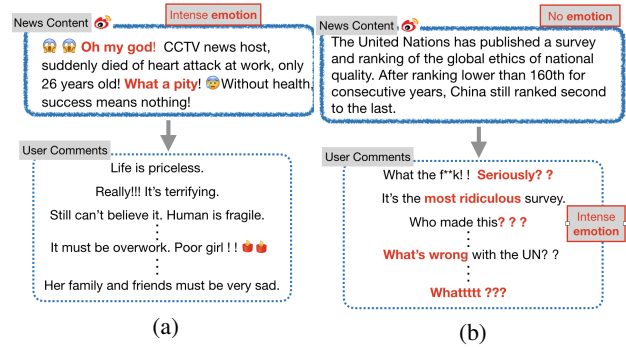 Intense emotion
News Content
Oh my god! CCTV news host,
suddenly died of heart attack at work, only
26 years old! What a pity! Without health,
success means nothing!
User Comments
Life is priceless.
Really!!! It's terrifying.
Still can't believe it. Human is fragile.
It must be overwork. Poor girl ! !
Her family and friends must be very sad.
(a)
No emotion
News Content
The United Nations has published a survey
and ranking of the global ethics of national
quality. After ranking lower than 160th for
consecutive years, China still ranked second
to the last.
User Comments
What the f**k! ! Seriously? ?
It's the most ridiculous survey.
Who made this? ? ?
Intense
emotion
What's wrong with the UN? ?
Whattttt ???
(b)